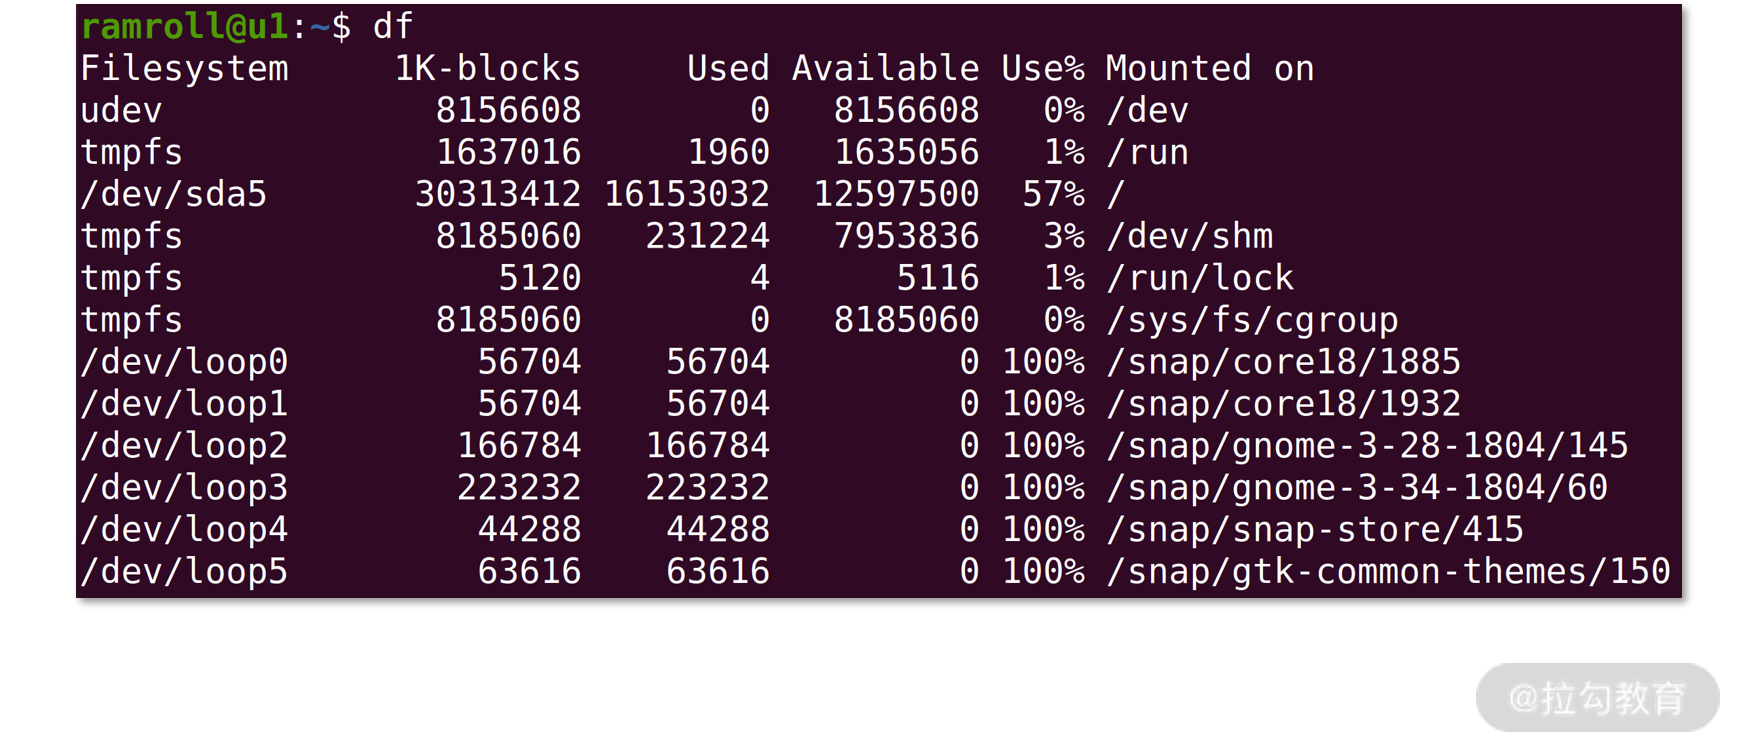 ramroll@u1:~$ df
Filesystem     1K-blocks     Used Available Use% Mounted on
udev             8156608        0   8156608   0% /dev
tmpfs            1637016     1960   1635056   1% /run
/dev/sda5       30313412 16153032  12597500  57% /
tmpfs            8185060   231224   7953836   3% /dev/shm
tmpfs               5120        4      5116   1% /run/lock
tmpfs            8185060        0   8185060   0% /sys/fs/cgroup
/dev/loop0         56704    56704         0 100% /snap/core18/1885
/dev/loop1         56704    56704         0 100% /snap/core18/1932
/dev/loop2        166784   166784         0 100% /snap/gnome-3-28-1804/145
/dev/loop3        223232   223232         0 100% /snap/gnome-3-34-1804/60
/dev/loop4         44288    44288         0 100% /snap/snap-store/415
/dev/loop5         63616    63616         0 100% /snap/gtk-common-themes/150
@拉勾教育